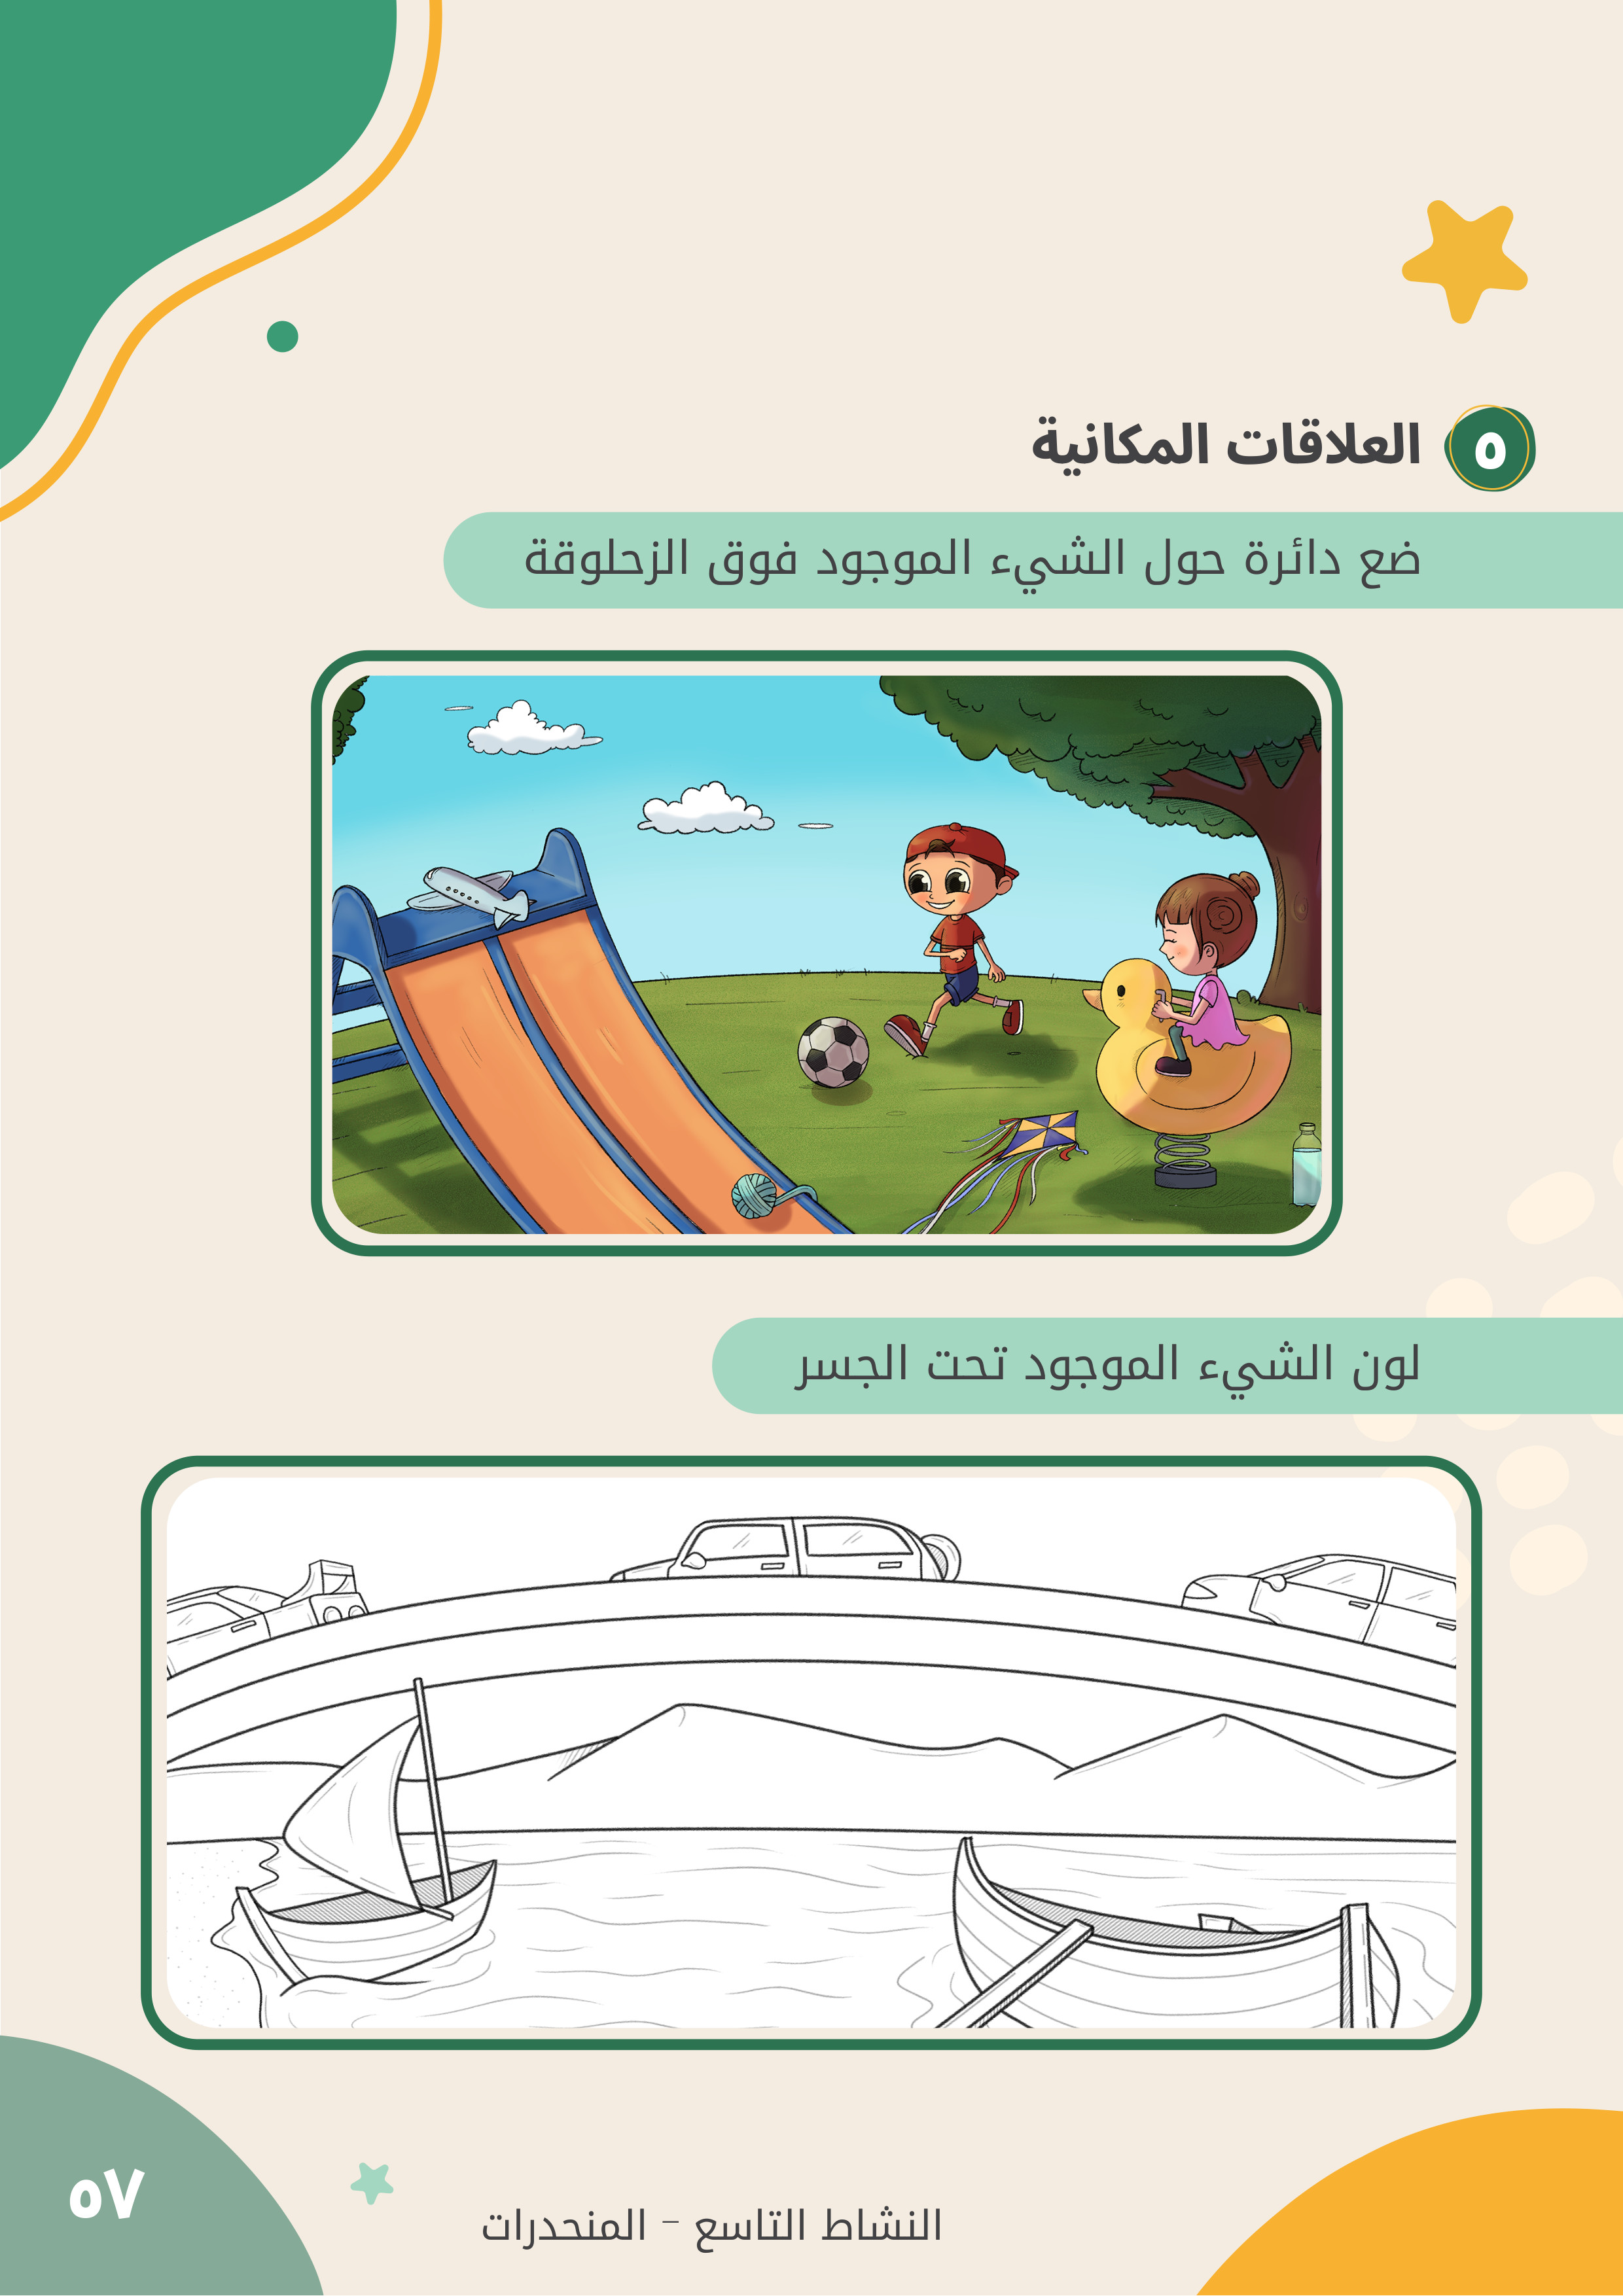 ٥ العلاقات المكانية
ضع دائرة حول الشيء الموجود فوق الزحلوقة
لون الشيء الموجود تحت الجسر
النشاط التاسع – المنحدرات
٥٧